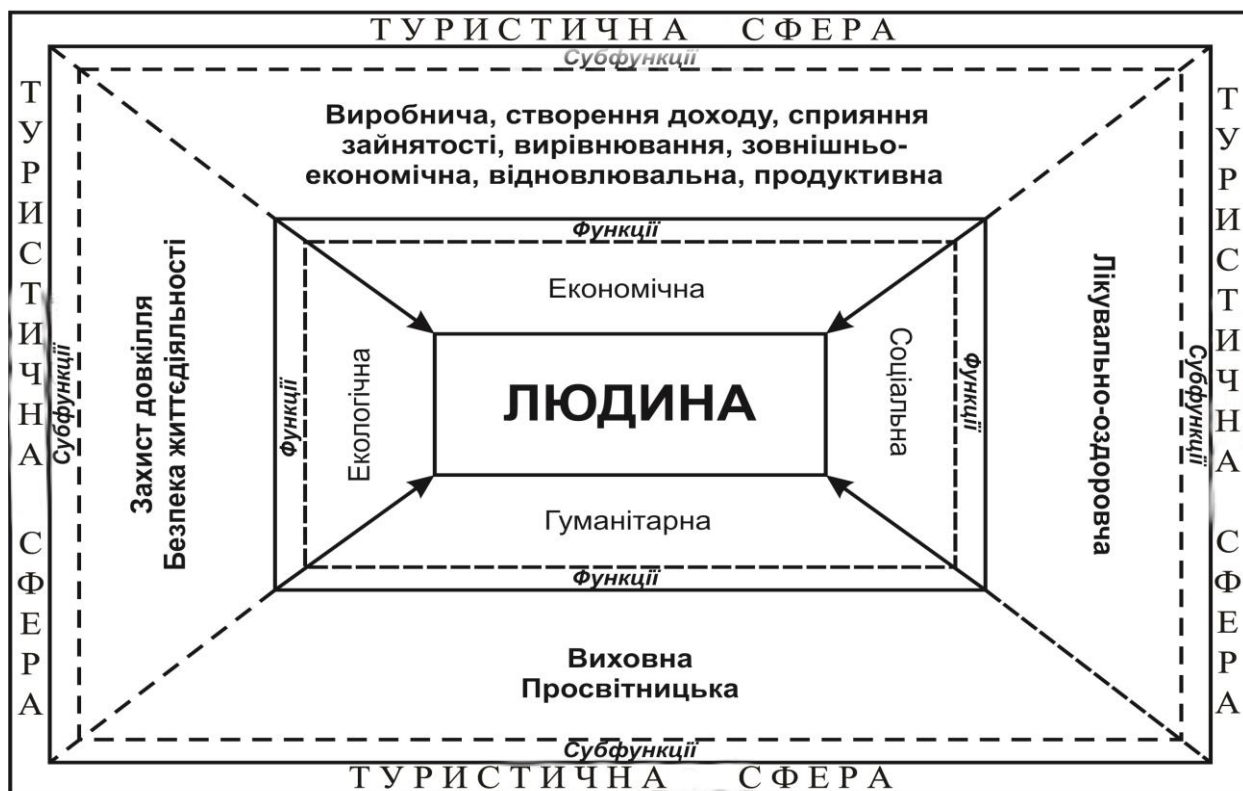 ТУРИСТИЧНА СФЕРА
Субфункції
Виробнича, створення доходу, сприяння
зайнятості, вирівнювання, зовнішньо-
економічна, відновлювальна, продуктивна
Функції
Економічна
ТУРИСТИЧНА СФЕРА
Субфункції
Захист довкілля
Безпека життєдіяльності
Функції
Екологічна
ЛЮДИНА
Соціальна
Функції
Лікувально-оздоровча
Субфункції
ТУРИСТИЧНА СФЕРА
Гуманітарна
Функції
Виховна
Просвітницька
Субфункції
ТУРИСТИЧНА СФЕРА